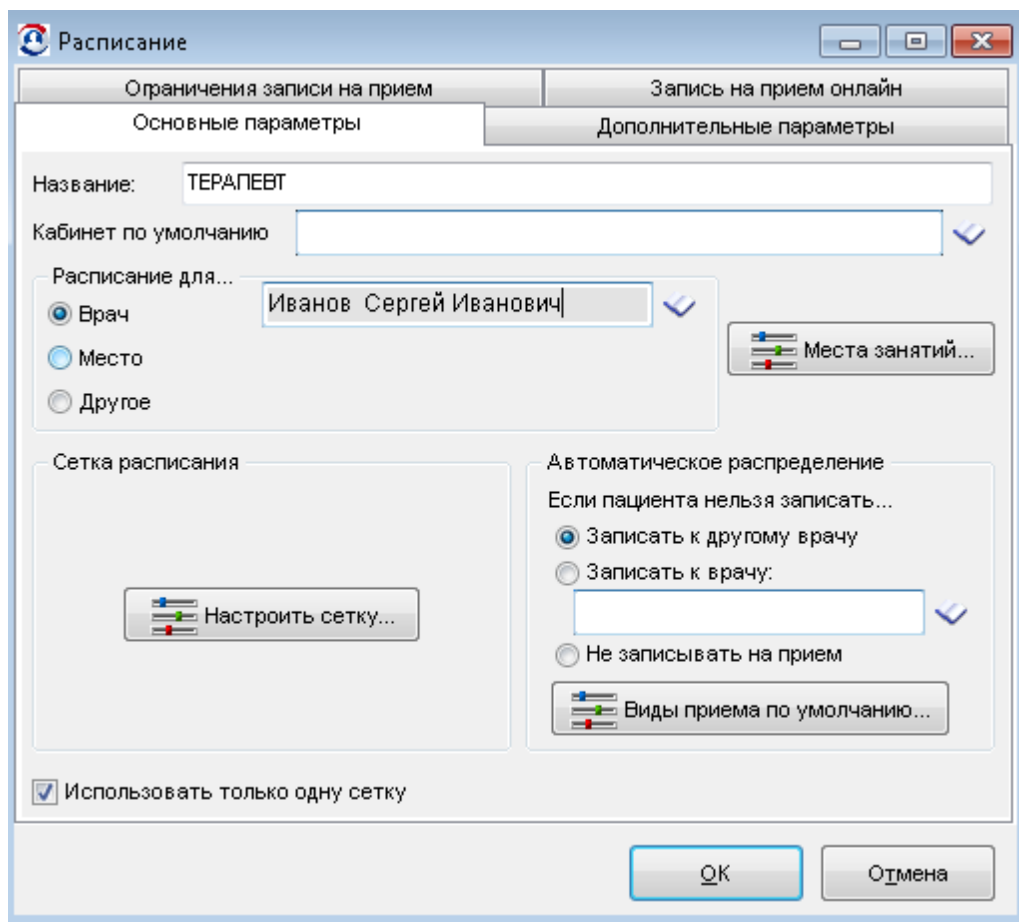 Расписание
Ограничения записи на прием
Запись на прием онлайн
Основные параметры
Дополнительные параметры
Название: ТЕРАПЕВТ
Кабинет по умолчанию
Расписание для...
Врач
Иванов  Сергей Иванович
Место
Другое
Места занятий...
Сетка расписания
Настроить сетку...
Автоматическое распределение
Если пациента нельзя записать...
Записать к другому врачу
Записать к врачу:
Не записывать на прием
Виды приема по умолчанию...
Использовать только одну сетку
OK
Отмена